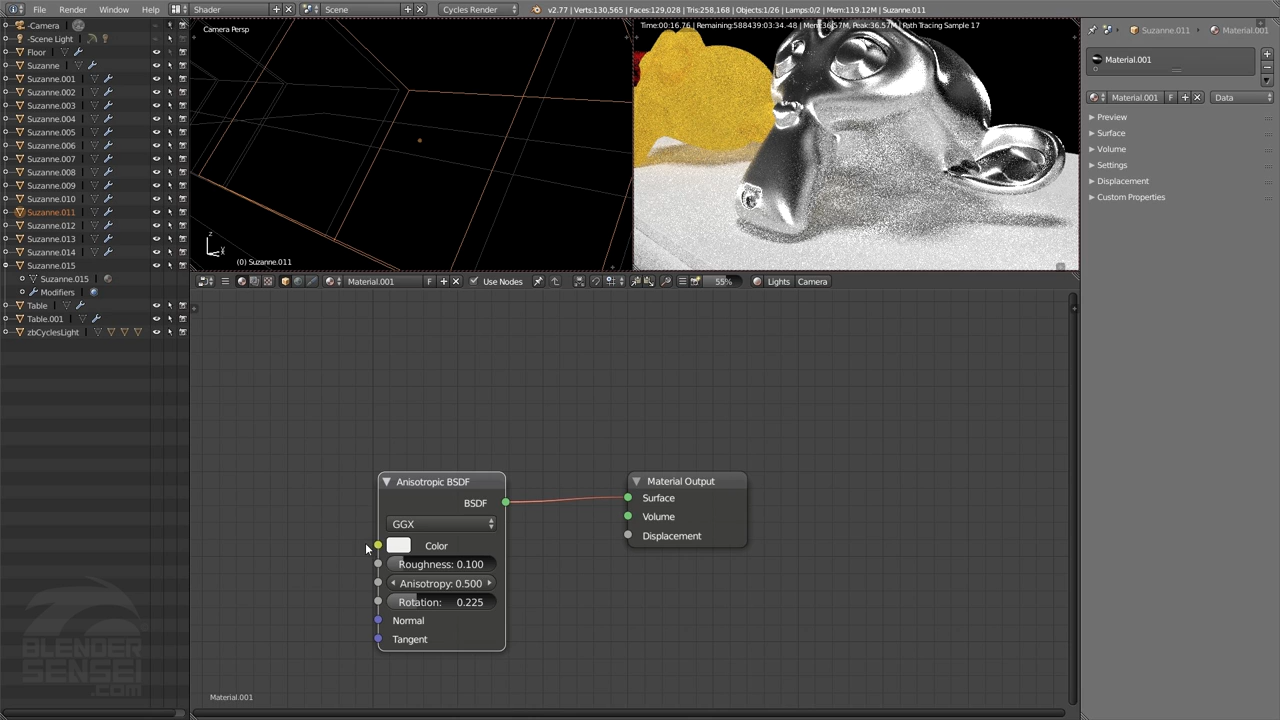 File Render Window Help Shader Scene Cycles Render v2.77 | Verts:130,565 | Faces:129,028 | Tris:258,168 | Objects:1/26 | Lamps:0/2 | Mem:119.12M | Suzanne.011
-Camera
-Scene Light
Floor
Suzanne
Suzanne.001
Suzanne.002
Suzanne.003
Suzanne.004
Suzanne.005
Suzanne.006
Suzanne.007
Suzanne.008
Suzanne.009
Suzanne.010
Suzanne.011
Suzanne.012
Suzanne.013
Suzanne.014
Suzanne.015
Suzanne.015
Modifiers
Table
Table.001
zbCyclesLight
BLENDER
SENSEI
.COM
Camera Persp
z
(0) Suzanne.011
Path Tracing Sample 17
Material.001 F Use Nodes 55% Lights Camera
Anisotropic BSDF
BSDF
GGX
Color
Roughness: 0.100
Anisotropy: 0.500
Rotation: 0.225
Normal
Tangent
Material Output
Surface
Volume
Displacement
Material.001
Suzanne.011 Material.001
Material.001
Material.001 F Data
Preview
Surface
Volume
Settings
Displacement
Custom Properties